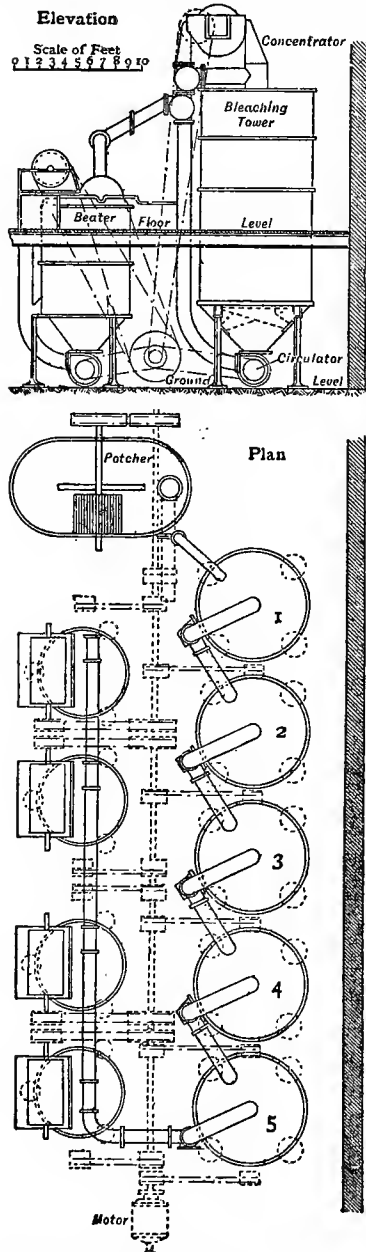 Elevation
Scale of Feet
0 1 2 3 4 5 6 7 8 9 10
Concentrator
Bleaching
Tower
Beater Floor Level
Circulator
Ground Level
Plan
Potcher
1
2
3
4
5
Motor